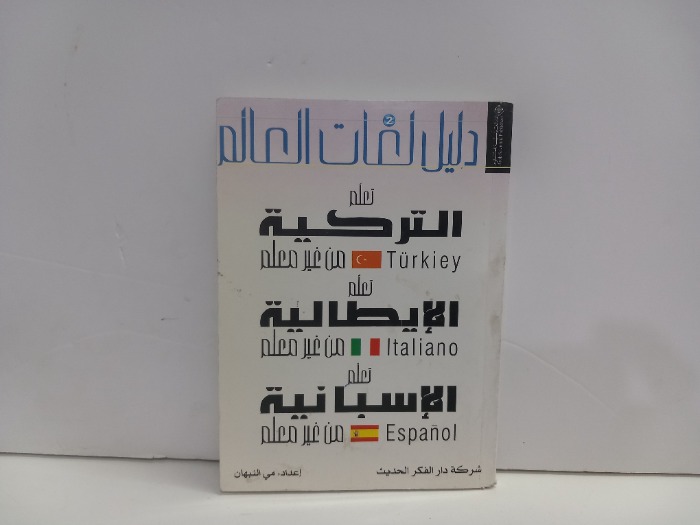 دليل لغات العالم 2
تعلم
التركية
من غير معلم Türkiey
تعلم
الإيطالية
من غير معلم Italiano
تعلم
الإسبانية
من غير معلم Español
شركة دار الفكر الحديث إعداد، مي النبهان